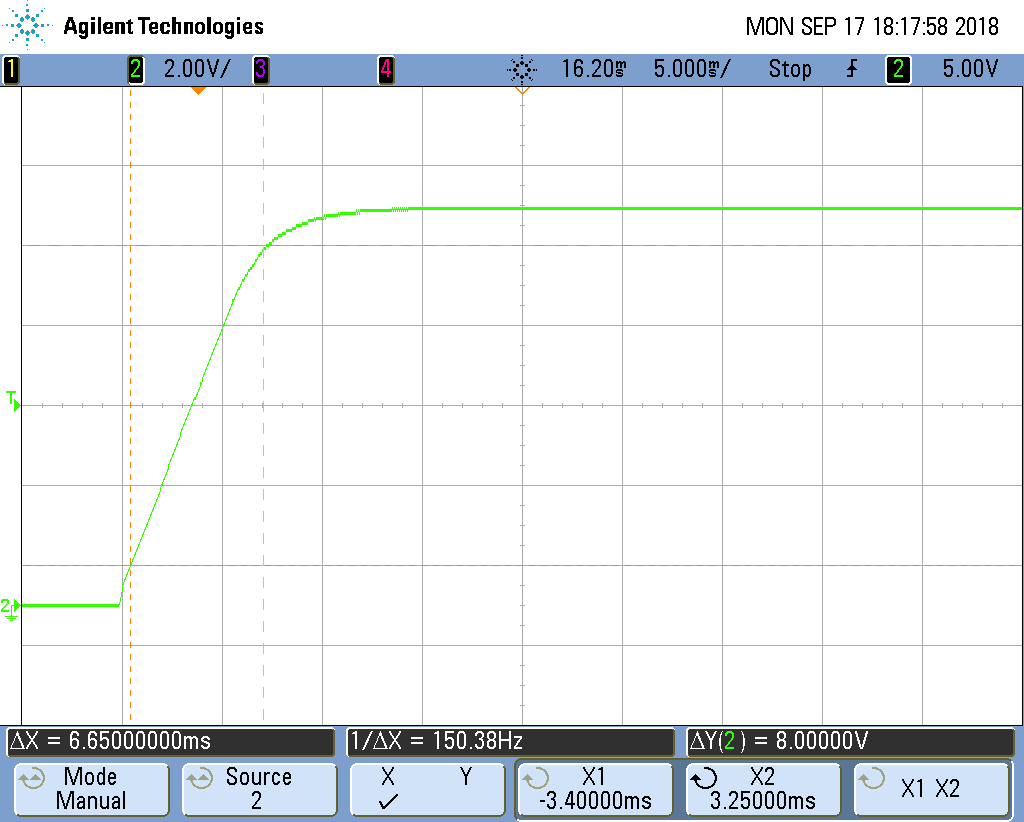 Agilent Technologies MON SEP 17 18:17:58 2018
1 2 2.00V/ 3 4 16.20ms 5.000ms/ Stop 2 5.00V
T
2
ΔX = 6.65000000ms 1/ΔX = 150.38Hz ΔY(2) = 8.00000V
Mode Source X Y X1 X2 X1 X2
Manual 2 ✓ -3.40000ms 3.25000ms